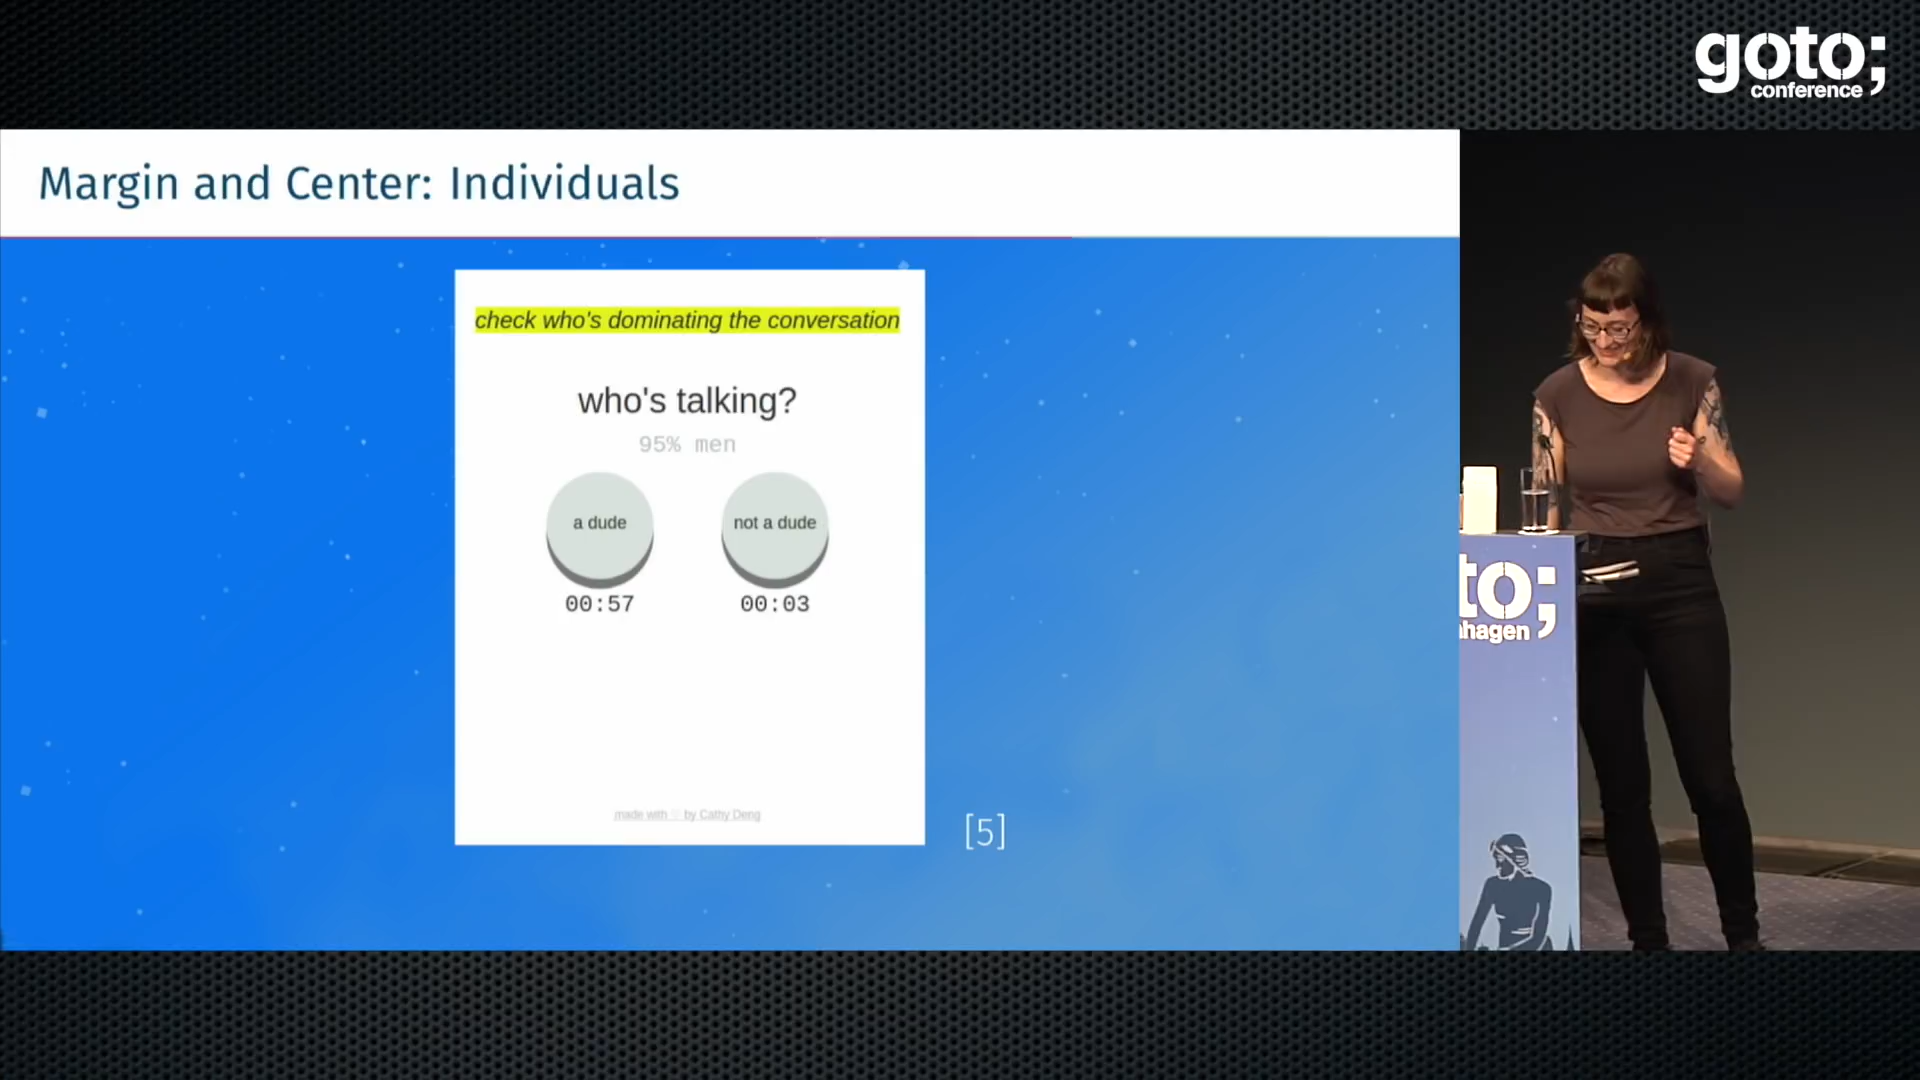 goto;
conference
Margin and Center: Individuals
check who's dominating the conversation
who's talking?
95% men
a dude
not a dude
00:57
00:03
made with ♡ by Cathy Deng
[5]
to;
nhagen